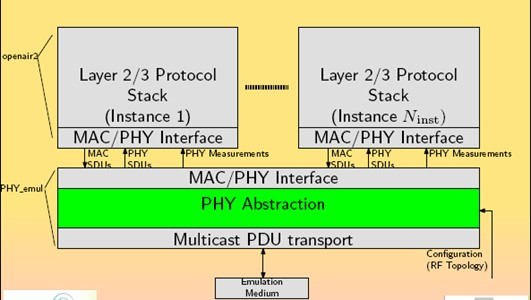 openair2
Layer 2/3 Protocol
Stack
(Instance 1)
MAC/PHY Interface
Layer 2/3 Protocol
Stack
(Instance Ninst)
MAC/PHY Interface
MAC
SDUs
PHY
SDUs
PHY Measurements
MAC
SDUs
PHY
SDUs
PHY Measurements
PHY_emul
MAC/PHY Interface
PHY Abstraction
Multicast PDU transport
Configuration
(RF Topology)
Emulation
Medium